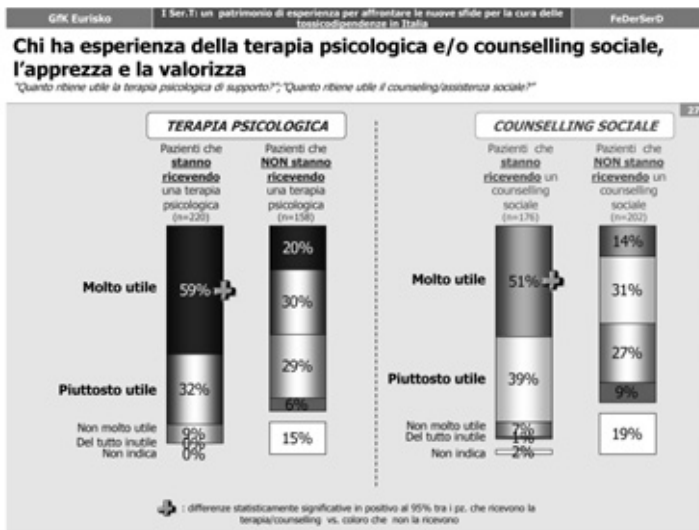 GfK Eurisko
I Ser.T: un patrimonio di esperienza per affrontare le nuove sfide per la cura delle
tossicodipendenze in Italia
FeDerSerD
Chi ha esperienza della terapia psicologica e/o counselling sociale,
l'apprezza e la valorizza
"Quanto ritiene utile la terapia psicologica di supporto?";"Quanto ritiene utile il counseling/assistenza sociale?"
27
TERAPIA PSICOLOGICA
Pazienti che
stanno
ricevendo
una terapia
psicologica
(n=220)
Pazienti che
NON stanno
ricevendo
una terapia
psicologica
(n=158)
Molto utile
59%
20%
30%
Piuttosto utile
32%
29%
6%
Non molto utile
9%
Del tutto inutile
0%
Non indica
0%
15%
COUNSELLING SOCIALE
Pazienti che
stanno
ricevendo un
counselling
sociale
(n=176)
Pazienti che
NON stanno
ricevendo un
counselling
sociale
(n=202)
Molto utile
51%
14%
31%
Piuttosto utile
39%
27%
9%
Non molto utile
7%
Del tutto inutile
1%
Non indica
2%
19%
: differenze statisticamente significative in positivo al 95% tra i pz. che ricevono la
terapia/counselling vs. coloro che non la ricevono